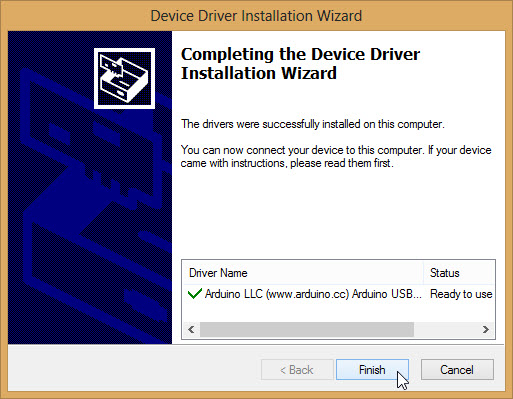 Device Driver Installation Wizard
Completing the Device Driver
Installation Wizard
The drivers were successfully installed on this computer.
You can now connect your device to this computer. If your device
came with instructions, please read them first.
Driver Name Status
Arduino LLC (www.arduino.cc) Arduino USB... Ready to use
< Back Finish Cancel